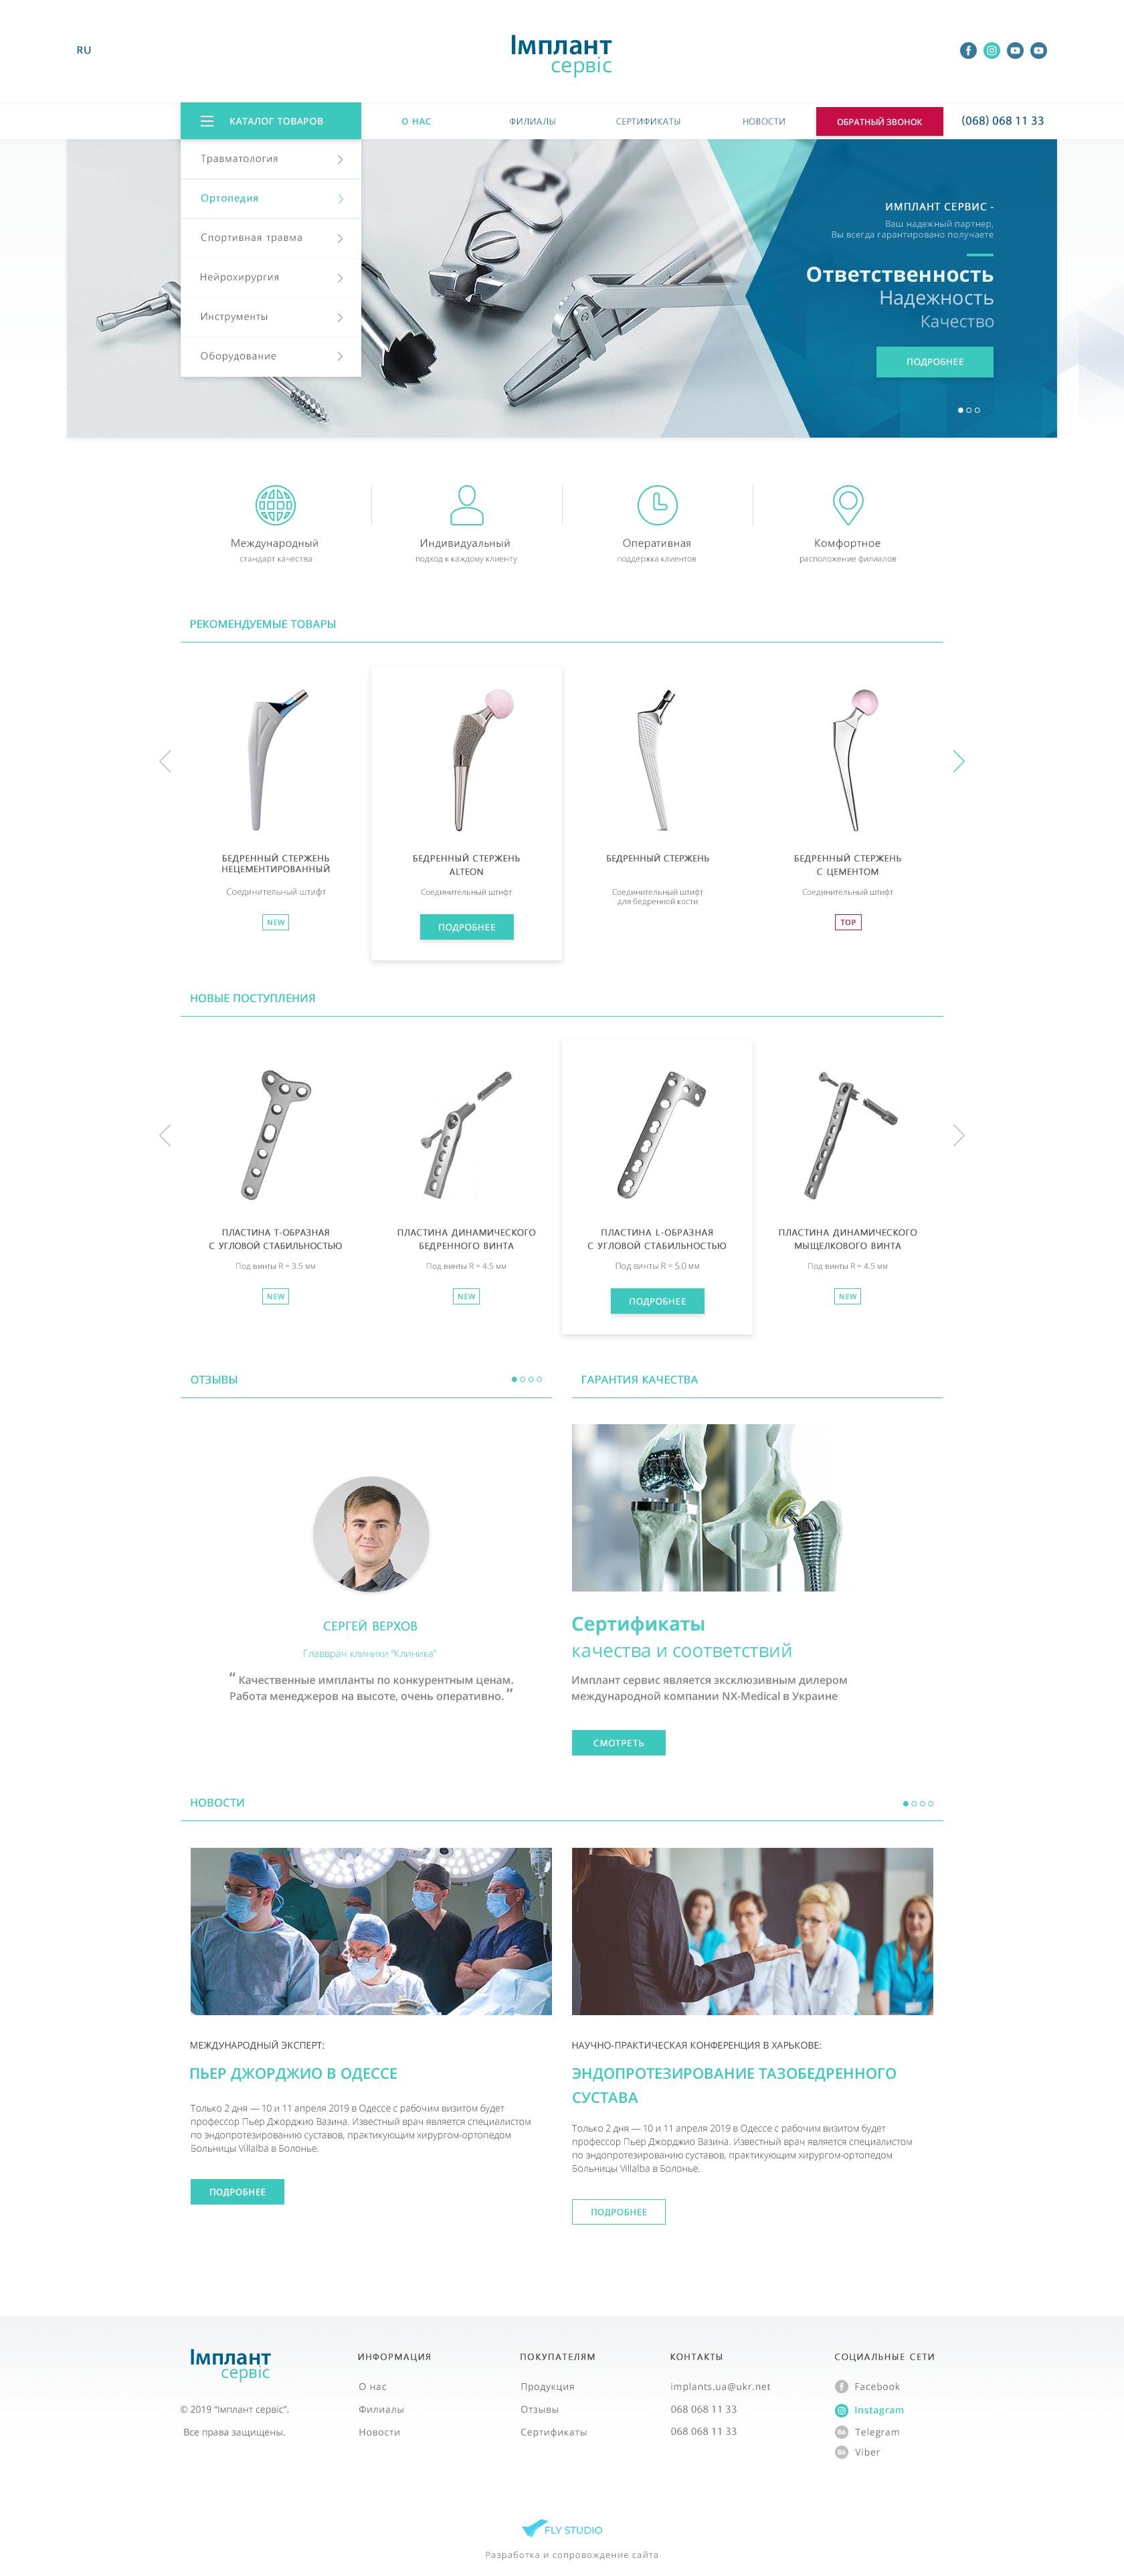 RU
Імплант
сервіс
КАТАЛОГ ТОВАРОВ
О НАС
ФИЛИАЛЫ
СЕРТИФИКАТЫ
НОВОСТИ
ОБРАТНЫЙ ЗВОНОК
(068) 068 11 33
Травматология
Ортопедия
Спортивная травма
Нейрохирургия
Инструменты
Оборудование
ø16
ИМПЛАНТ СЕРВИС -
Ваш надежный партнер,
Вы всегда гарантировано получаете
Ответственность
Надежность
Качество
ПОДРОБНЕЕ
Международный
стандарт качества
Индивидуальный
подход к каждому клиенту
Оперативная
поддержка клиентов
Комфортное
расположение филиалов
РЕКОМЕНДУЕМЫЕ ТОВАРЫ
БЕДРЕННЫЙ СТЕРЖЕНЬ
НЕЦЕМЕНТИРОВАННЫЙ
Соединительный штифт
NEW
БЕДРЕННЫЙ СТЕРЖЕНЬ
ALTEON
Соединительный штифт
ПОДРОБНЕЕ
БЕДРЕННЫЙ СТЕРЖЕНЬ
Соединительный штифт
для бедренной кости
БЕДРЕННЫЙ СТЕРЖЕНЬ
С ЦЕМЕНТОМ
Соединительный штифт
TOP
НОВЫЕ ПОСТУПЛЕНИЯ
ПЛАСТИНА Т-ОБРАЗНАЯ
С УГЛОВОЙ СТАБИЛЬНОСТЬЮ
Под винты R = 3.5 мм
NEW
ПЛАСТИНА ДИНАМИЧЕСКОГО
БЕДРЕННОГО ВИНТА
Под винты R = 4.5 мм
NEW
ПЛАСТИНА L-ОБРАЗНАЯ
С УГЛОВОЙ СТАБИЛЬНОСТЬЮ
Под винты R = 5.0 мм
ПОДРОБНЕЕ
ПЛАСТИНА ДИНАМИЧЕСКОГО
МЫЩЕЛКОВОГО ВИНТА
Под винты R = 4.5 мм
NEW
ОТЗЫВЫ
СЕРГЕЙ ВЕРХОВ
Главврач клиники "Клиника"
“ Качественные импланты по конкурентным ценам.
Работа менеджеров на высоте, очень оперативно. ”
ГАРАНТИЯ КАЧЕСТВА
Сертификаты
качества и соответствий
Имплант сервис является эксклюзивным дилером
международной компании NX-Medical в Украине
СМОТРЕТЬ
НОВОСТИ
МЕЖДУНАРОДНЫЙ ЭКСПЕРТ:
ПЬЕР ДЖОРДЖИО В ОДЕССЕ
Только 2 дня — 10 и 11 апреля 2019 в Одессе с рабочим визитом будет
профессор Пьер Джорджио Вазина. Известный врач является специалистом
по эндопротезированию суставов, практикующим хирургом-ортопедом
Больницы Villalba в Болонье.
ПОДРОБНЕЕ
НАУЧНО-ПРАКТИЧЕСКАЯ КОНФЕРЕНЦИЯ В ХАРЬКОВЕ:
ЭНДОПРОТЕЗИРОВАНИЕ ТАЗОБЕДРЕННОГО
СУСТАВА
Только 2 дня — 10 и 11 апреля 2019 в Одессе с рабочим визитом будет
профессор Пьер Джорджио Вазина. Известный врач является специалистом
по эндопротезированию суставов, практикующим хирургом-ортопедом
Больницы Villalba в Болонье.
ПОДРОБНЕЕ
Імплант
сервіс
© 2019 "Імплант сервіс".
Все права защищены.
ИНФОРМАЦИЯ
О нас
Филиалы
Новости
ПОКУПАТЕЛЯМ
Продукция
Отзывы
Сертификаты
КОНТАКТЫ
implants.ua@ukr.net
068 068 11 33
068 068 11 33
СОЦИАЛЬНЫЕ СЕТИ
Facebook
Instagram
Bē Telegram
Bē Viber
FLY STUDIO
Разработка и сопровождение сайта